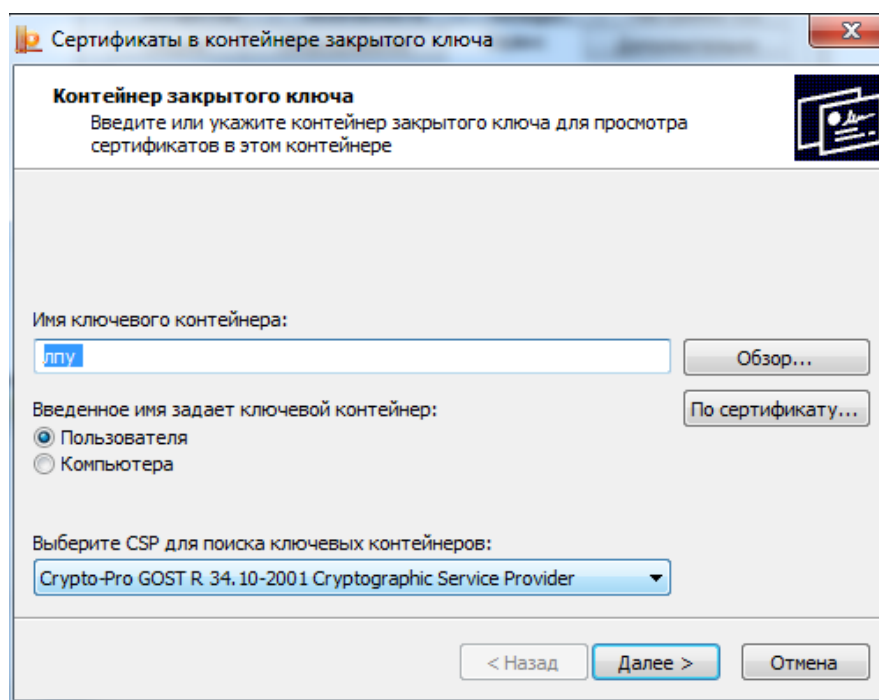 Сертификаты в контейнере закрытого ключа
Контейнер закрытого ключа
Введите или укажите контейнер закрытого ключа для просмотра
сертификатов в этом контейнере
Имя ключевого контейнера:
лпу
Обзор...
Введенное имя задает ключевой контейнер:
По сертификату...
Пользователя
Компьютера
Выберите CSP для поиска ключевых контейнеров:
Crypto-Pro GOST R 34.10-2001 Cryptographic Service Provider
< Назад
Далее >
Отмена